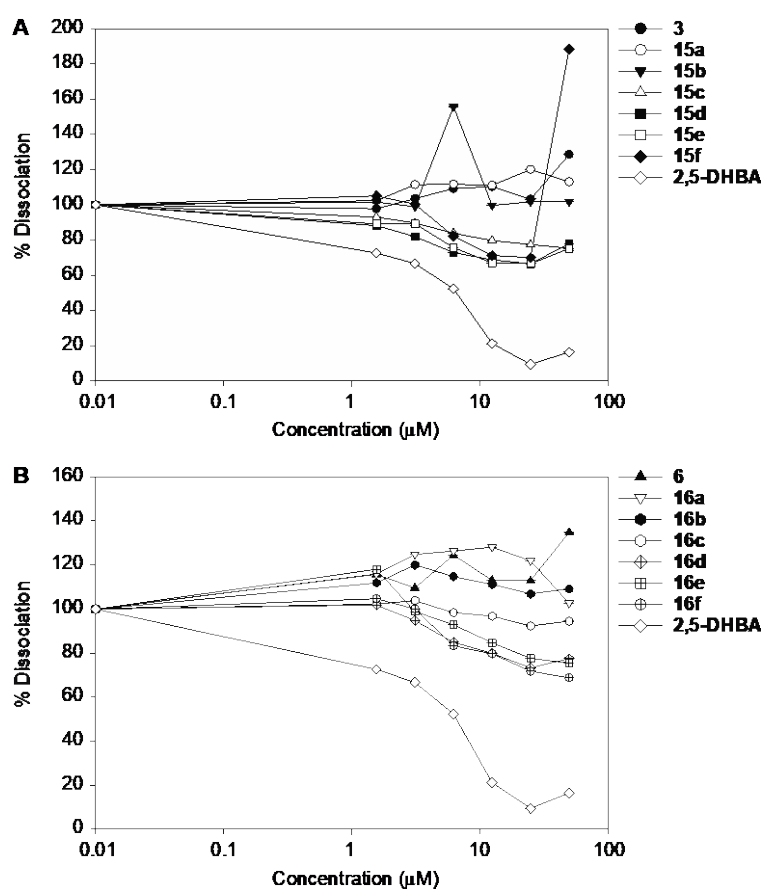 A
200
180
160
140
120
100
80
60
40
20
0
% Dissociation
0.01
0.1
1
10
100
Concentration (µM)
3
15a
15b
15c
15d
15e
15f
2,5-DHBA
B
160
140
120
100
80
60
40
20
0
% Dissociation
0.01
0.1
1
10
100
Concentration (µM)
6
16a
16b
16c
16d
16e
16f
2,5-DHBA